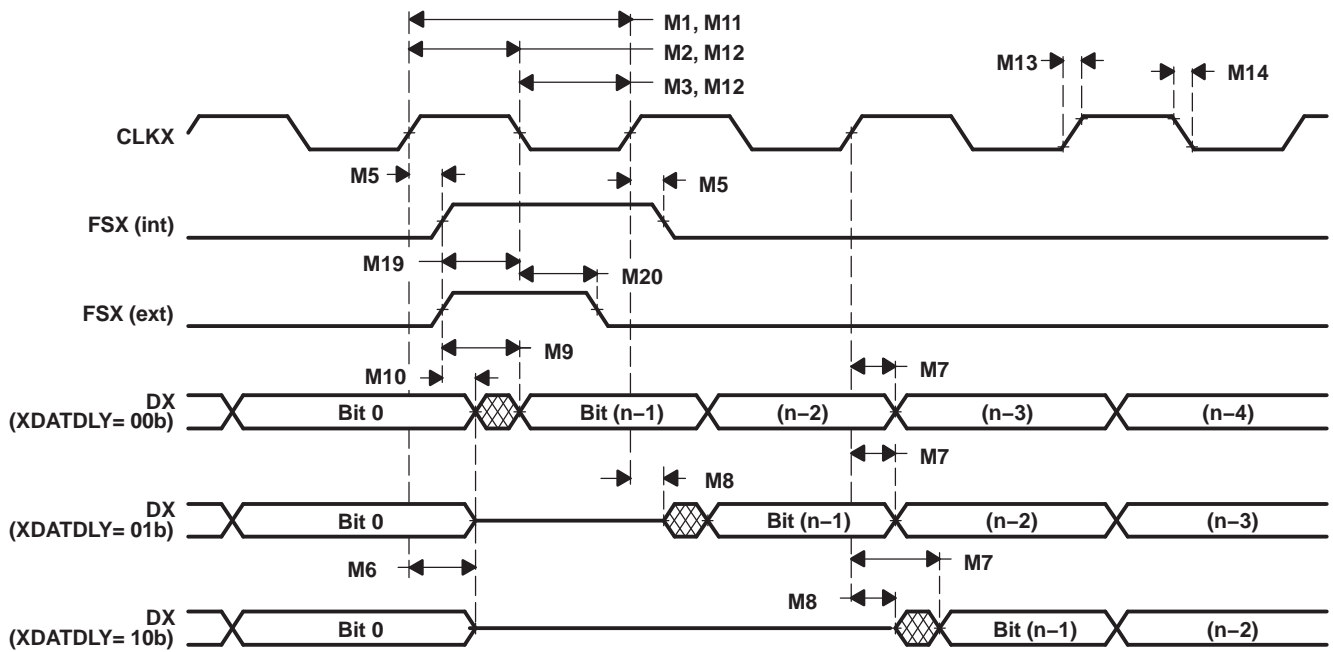 M1, M11
M2, M12
M3, M12
M13
M14
CLKX
M5
M5
FSX (int)
M19
M20
FSX (ext)
M9
M10
M7
DX
(XDATDLY= 00b)
Bit 0
Bit (n−1)
(n−2)
(n−3)
(n−4)
M7
M8
DX
(XDATDLY= 01b)
Bit 0
Bit (n−1)
(n−2)
(n−3)
M6
M7
M8
DX
(XDATDLY= 10b)
Bit 0
Bit (n−1)
(n−2)